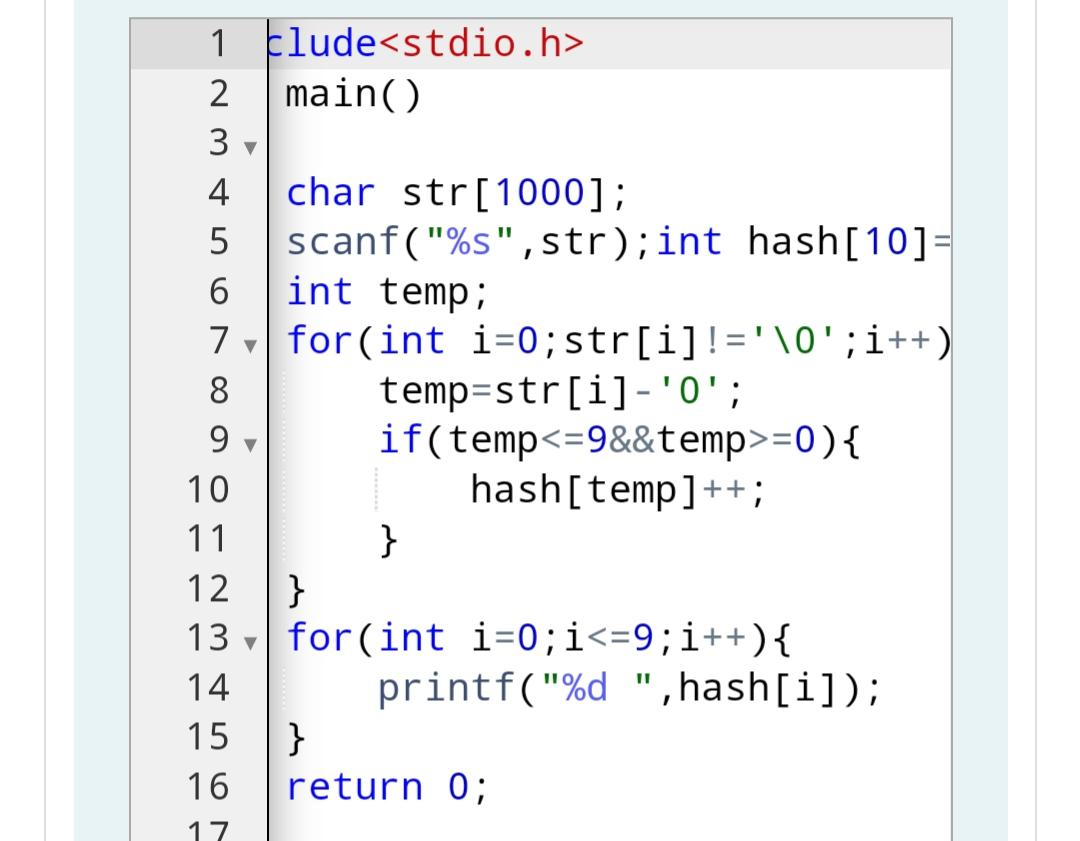 1 clude<stdio.h>
2 main()
3
4 char str[1000];
5 scanf("%s",str);int hash[10]=
6 int temp;
7 for(int i=0;str[i]!='\0';i++)
8 temp=str[i]-'0';
9 if(temp<=9&&temp>=0){
10 hash[temp]++;
11 }
12 }
13 for(int i=0;i<=9;i++){
14 printf("%d ",hash[i]);
15 }
16 return 0;
17